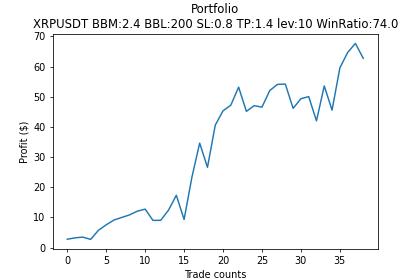 Portfolio
XRPUSDT BBM:2.4 BBL:200 SL:0.8 TP:1.4 lev:10 WinRatio:74.0
70
60
50
40
30
20
10
0
Profit ($)
0 5 10 15 20 25 30 35
Trade counts